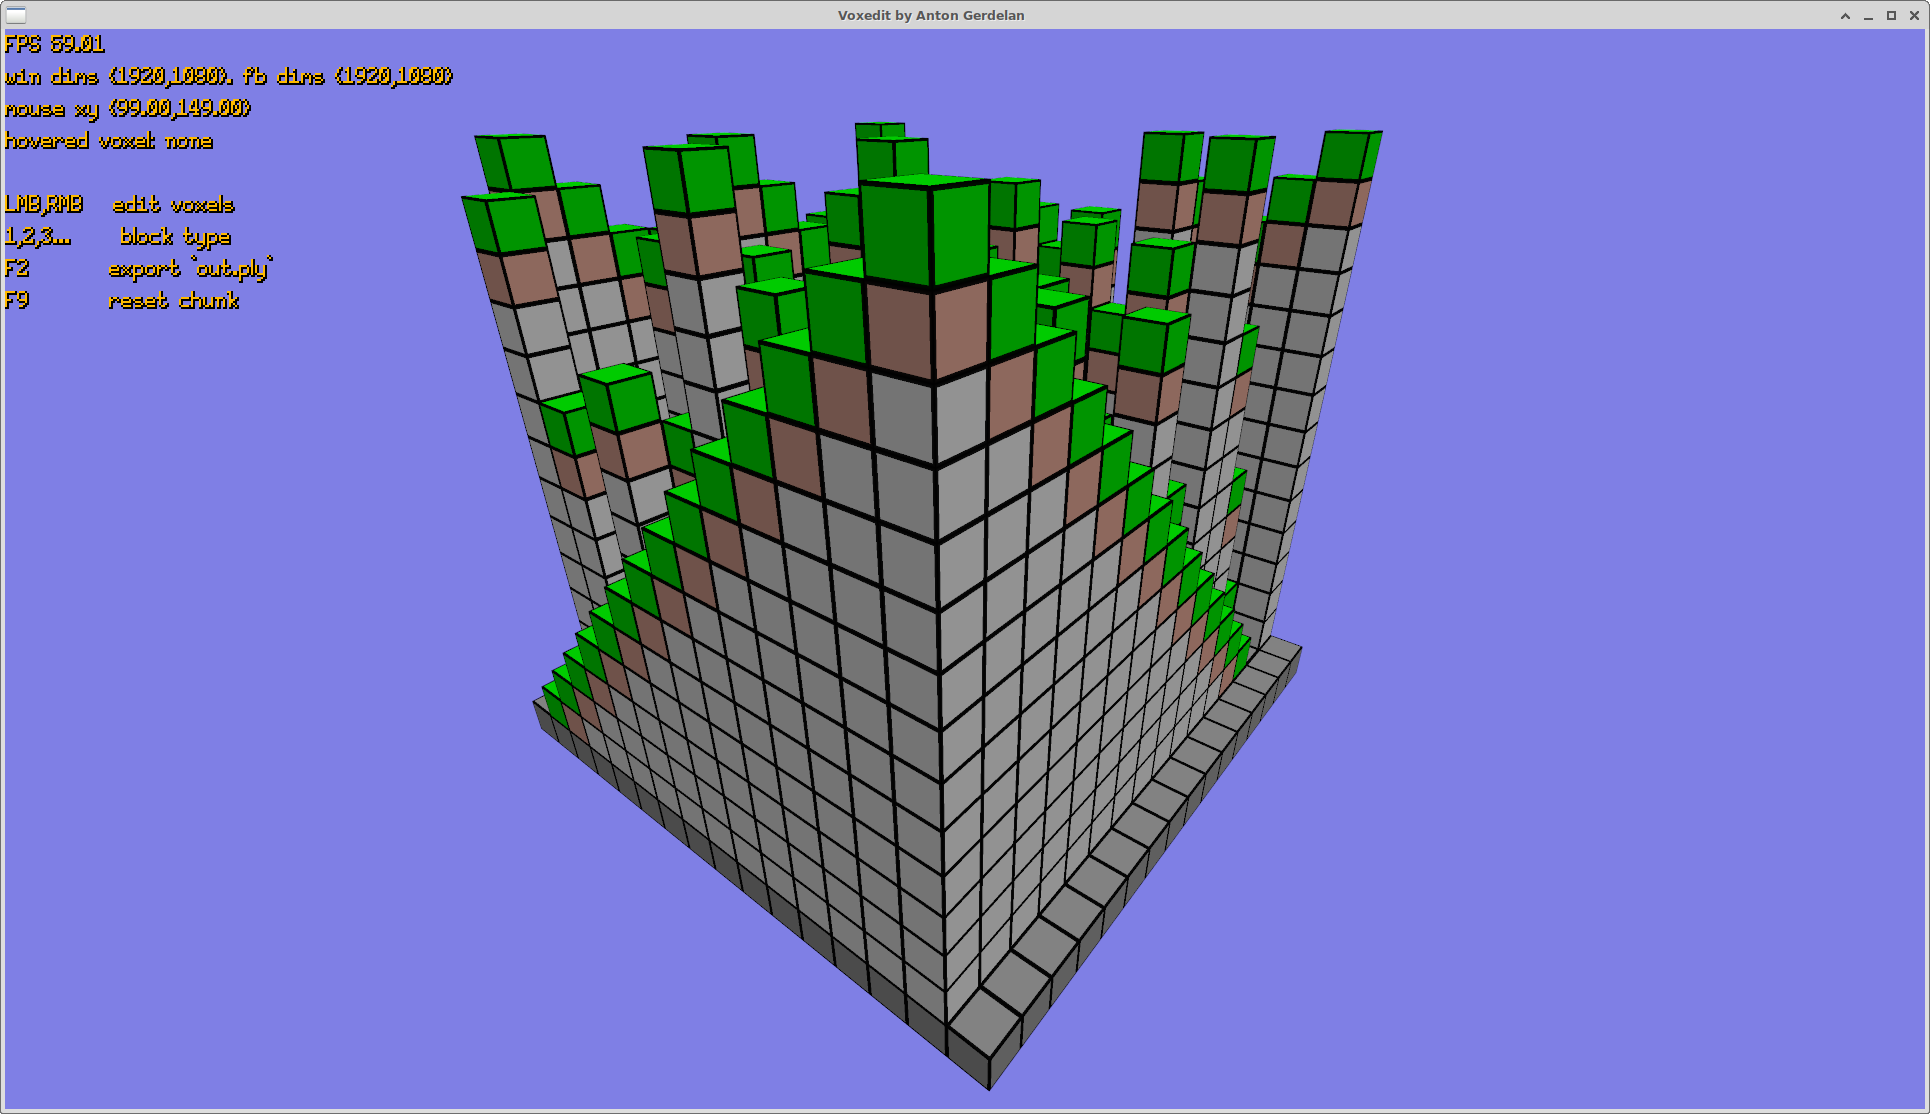 Voxedit by Anton Gerdelan
FPS 59.01
win dims (1920,1080). fb dims (1920,1080)
mouse xy (99.00,149.00)
hovered voxel: none
LMB,RMB edit voxels
1,2,3... block type
F2 export `out.ply`
F9 reset chunk